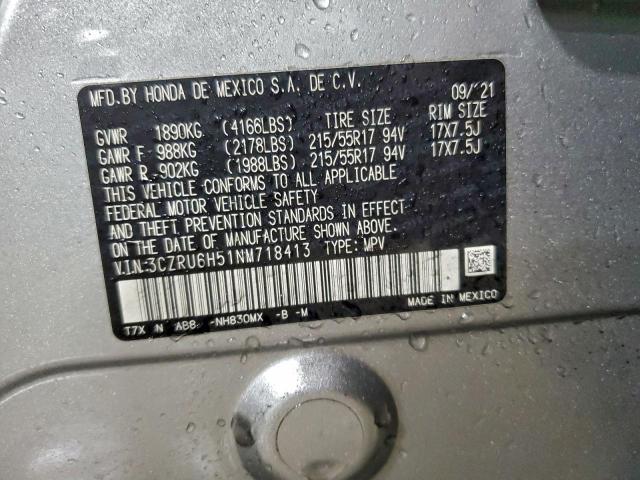 MFD.BY HONDA DE MEXICO S.A. DE C.V. 09/'21
TIRE SIZE RIM SIZE
GVWR 1890KG (4166LBS)
GAWR F 988KG (2178LBS) 215/55R17 94V 17X7.5J
GAWR R 902KG (1988LBS) 215/55R17 94V 17X7.5J
THIS VEHICLE CONFORMS TO ALL APPLICABLE
FEDERAL MOTOR VEHICLE SAFETY
AND THEFT PREVENTION STANDARDS IN EFFECT
ON THE DATE OF MANUFACTURE SHOWN ABOVE.
V.I.N-3CZRU6H51NM718413 TYPE: MPV
MADE IN MEXICO
T7X N AB8 -NH830MX -B -M